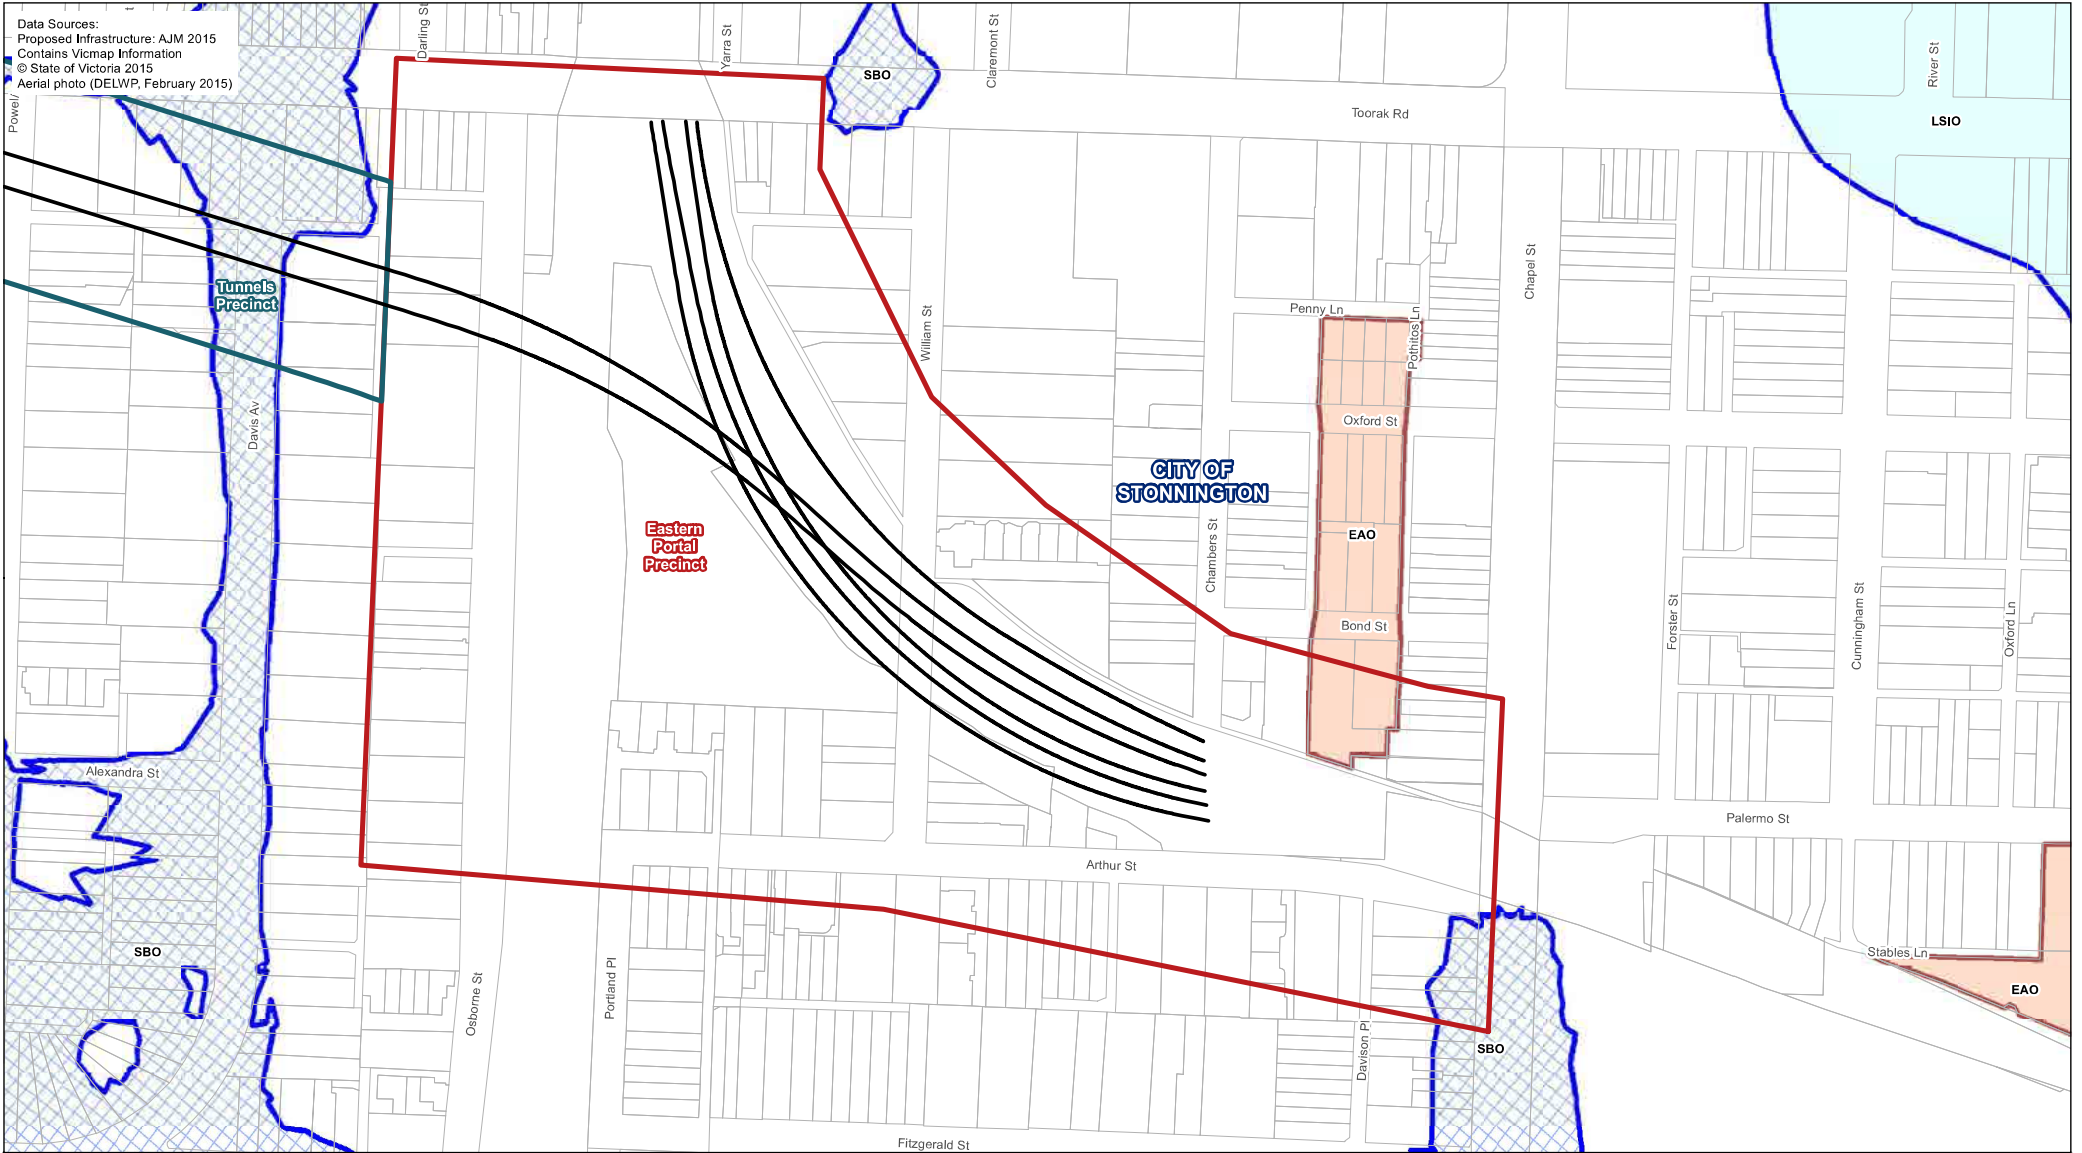 Data Sources:
Proposed Infrastructure: AJM 2015
Contains Vicmap Information
© State of Victoria 2015
Aerial photo (DELWP, February 2015)
Darling St
Yarra St
Claremont St
River St
SBO
Toorak Rd
LSIO
Powel
Tunnels
Precinct
Penny Ln
Pothitos Ln
Chapel St
William St
Davis Av
Oxford St
CITY OF
STONNINGTON
Eastern
Portal
Precinct
EAO
Chambers St
Bond St
Forster St
Cunningham St
Oxford Ln
Alexandra St
Palermo St
Arthur St
SBO
Stables Ln
EAO
Osborne St
Portland Pl
Davison Pl
SBO
Fitzgerald St